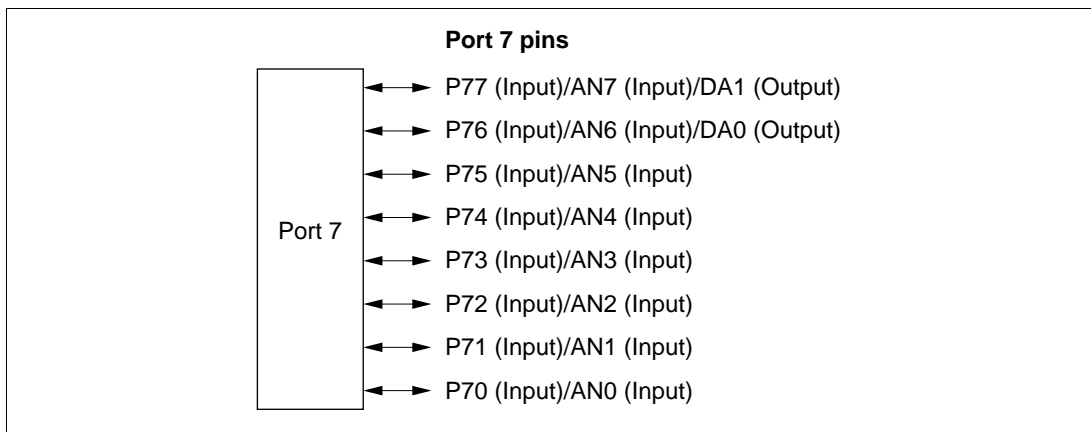 Port 7 pins
P77 (Input)/AN7 (Input)/DA1 (Output)
P76 (Input)/AN6 (Input)/DA0 (Output)
P75 (Input)/AN5 (Input)
P74 (Input)/AN4 (Input)
Port 7
P73 (Input)/AN3 (Input)
P72 (Input)/AN2 (Input)
P71 (Input)/AN1 (Input)
P70 (Input)/AN0 (Input)